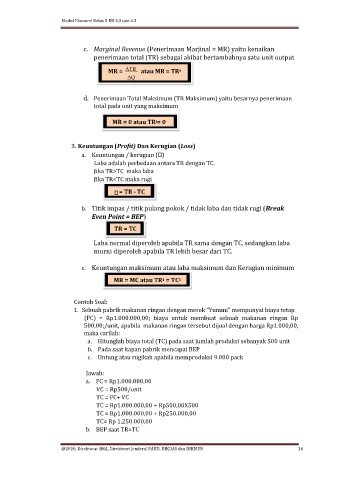 Modul Ekonomi Kelas X KD 3.3 dan 4.3
c. Marginal Revenue (Penerimaan Marjinal = MR) yaitu kenaikan
penerimaan total (TR) sebagai akibat bertambahnya satu unit output
MR = ΔTR atau MR = TR¹
ΔQ
d. Penerimaan Total Maksimum (TR Maksimum) yaitu besarnya penerimaan
total pada unit yang maksimum
MR = 0 atau TR¹= 0
3. Keuntungan (Profit) Dan Kerugian (Loss)
a. Keuntungan / kerugian (□)
Laba adalah perbedaan antara TR dengan TC.
Jika TR>TC maka laba
Jika TR<TC maka rugi
□ = TR - TC
b. Titik impas / titik pulang pokok / tidak laba dan tidak rugi (Break
Even Point = BEP)
TR = TC
Laba normal diperoleh apabila TR sama dengan TC, sedangkan laba
murni diperoleh apabila TR lebih besar dari TC.
c. Keuntungan maksimum atau laba maksimum dan Kerugian minimum
MR = MC atau TR¹ = TC¹
Contoh Soal:
1. Sebuah pabrik makanan ringan dengan merek “Yummi” mempunyai biaya tetap
(FC) = Rp1.000.000,00; biaya untuk membuat sebuah makanan ringan Rp
500,00;/unit, apabila makanan ringan tersebut dijual dengan harga Rp1.000,00,
maka carilah:
a. Hitunglah biaya total (TC) pada saat jumlah produksi sebanyak 500 unit
b. Pada saat kapan pabrik mencapai BEP
c. Untung atau rugikah apabila memproduksi 9.000 pack
Jawab:
a. FC = Rp1.000.000,00
VC = Rp500/unit
TC = FC+ VC
TC = Rp1.000.000,00 + Rp500,00X500
TC = Rp1.000.000,00 + Rp250.000,00
TC= Rp 1.250.000,00
b. BEP saat TR=TC
@2020, Direktorat SMA, Direktorat Jenderal PAUD, DIKDAS dan DIKMEN 16